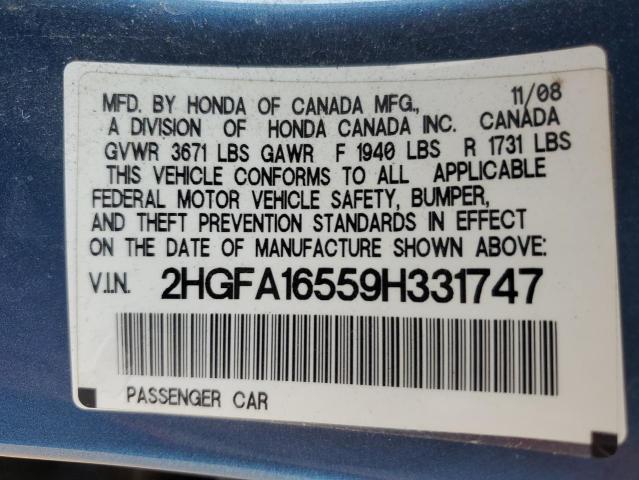 MFD. BY HONDA OF CANADA MFG., 11/08
A DIVISION OF HONDA CANADA INC. CANADA
GVWR 3671 LBS GAWR F 1940 LBS R 1731 LBS
THIS VEHICLE CONFORMS TO ALL APPLICABLE
FEDERAL MOTOR VEHICLE SAFETY, BUMPER,
AND THEFT PREVENTION STANDARDS IN EFFECT
ON THE DATE OF MANUFACTURE SHOWN ABOVE:
V.I.N. 2HGFA16559H331747
PASSENGER CAR